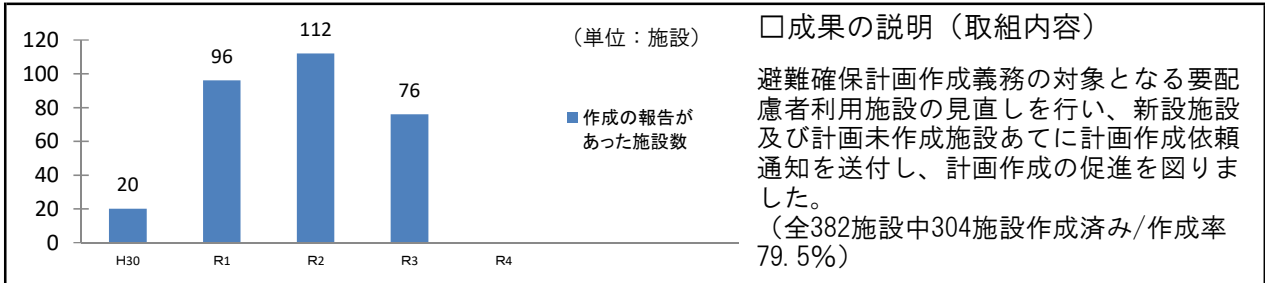 120
100
80
60
40
20
0
20
96
112
76
H30
R1
R2
R3
R4
（単位：施設）
作成の報告が
あった施設数
□成果の説明（取組内容）
避難確保計画作成義務の対象となる要配
慮者利用施設の見直しを行い、新設施設
及び計画未作成施設あてに計画作成依頼
通知を送付し、計画作成の促進を図りま
した。
（全382施設中304施設作成済み/作成率
79.5%）